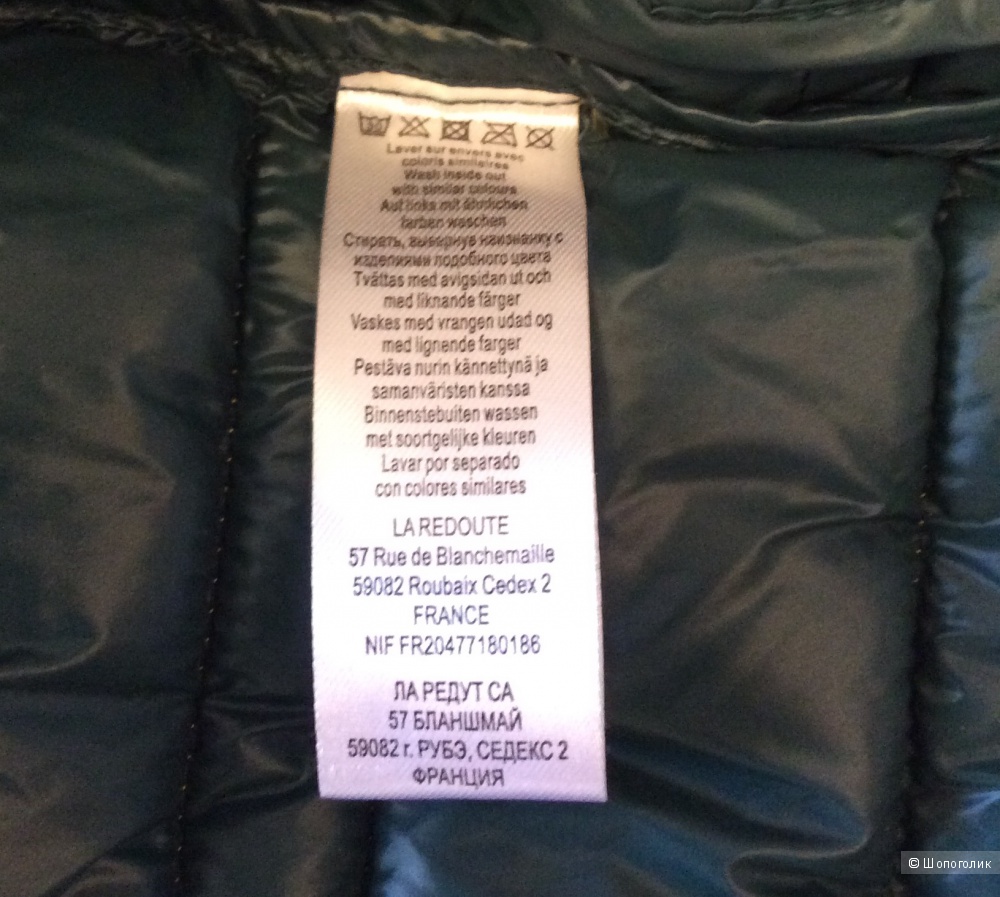 30
Laver sur envers avec
coloris similaires
Wash inside out
with similar colours
Auf links mit ähnlichen
farben waschen
Стирать, вывернув наизнанку с
изделиями подобного цвета
Tvättas med avigsidan ut och
med liknande färger
Vaskes med vrangen udad og
med lignende farger
Pestäva nurin kännettynä ja
samanväristen kanssa
Binnenstebuiten wassen
met soortgelijke kleuren
Lavar por separado
con colores similares
LA REDOUTE
57 Rue de Blanchemaille
59082 Roubaix Cedex 2
FRANCE
NIF FR20477180186
ЛА РЕДУТ СА
57 БЛАНШМАЙ
59082 г. РУБЭ, СЕДЕКС 2
ФРАНЦИЯ
© Шопоголик